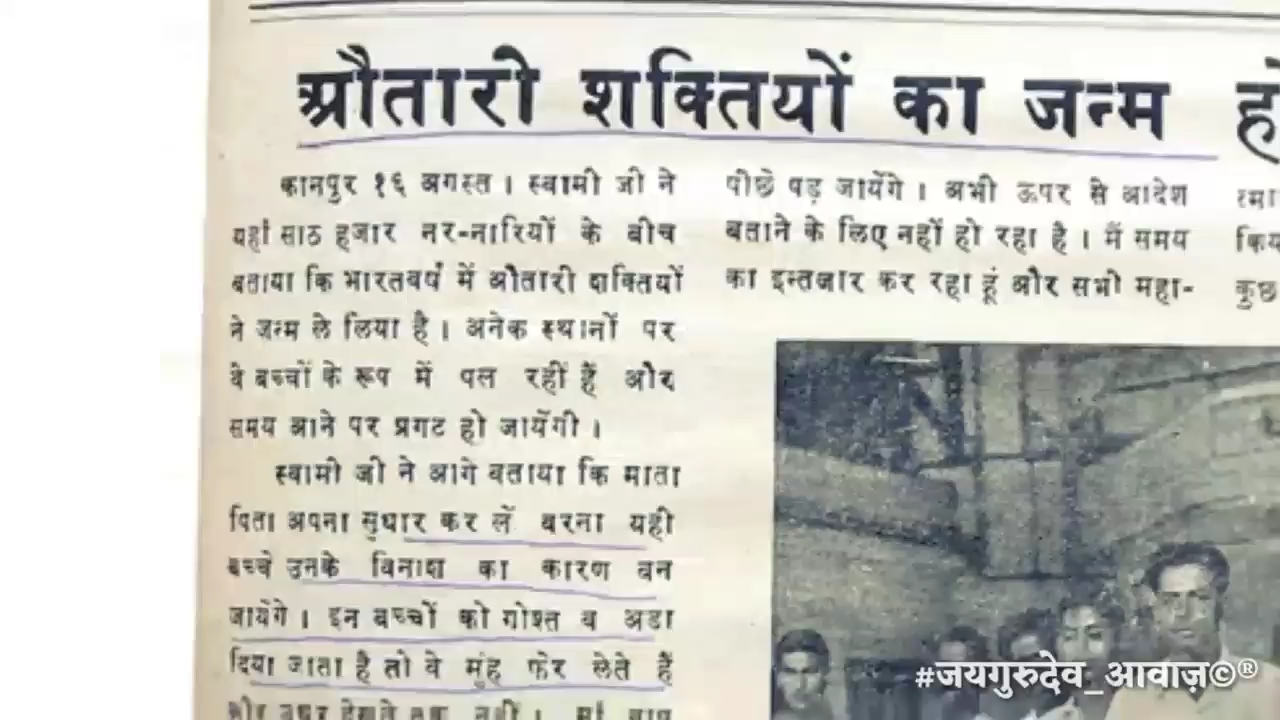 औतारी शक्तियों का जन्म
कानपुर १६ अगस्त । स्वामी जी ने
यहां साठ हजार नर-नारियों के बीच
बताया कि भारतवर्ष में औतारी शक्तियों
ने जन्म ले लिया है । अनेक स्थानों पर
वे बच्चों के रूप में पल रहीं हैं और
समय आने पर प्रगट हो जायेंगी ।
स्वामी जी ने आगे बताया कि माता
पिता अपना सुधार कर लें वरना यही
बच्चे उनके विनाश का कारण बन
जायेंगे । इन बच्चों को गोश्त व अंडा
दिया जाता है तो वे मुंह फेर लेते हैं
पीछे पड़ जायेंगे । अभी ऊपर से आदेश
बताने के लिए नहीं हो रहा है । मैं समय
का इन्तजार कर रहा हूं और सभी महा-
कुछ
#जयगुरुदेव_आवाज़©®